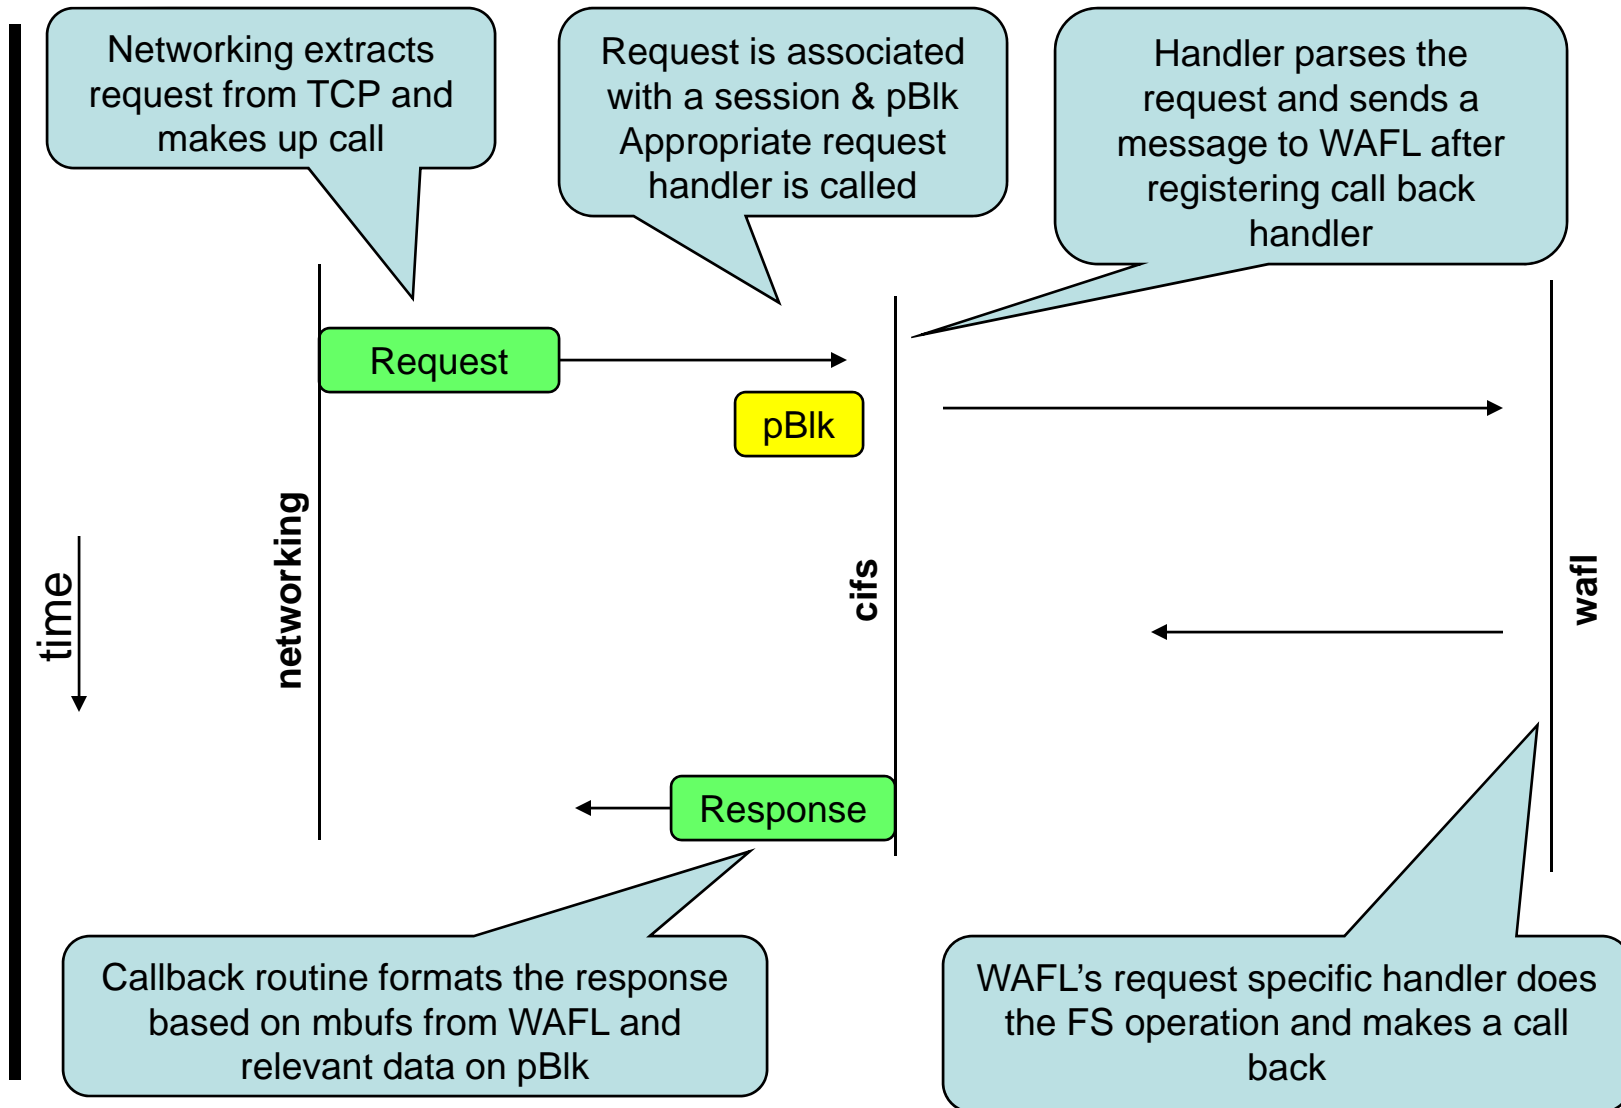 Networking extracts
request from TCP and
makes up call
Request is associated
with a session & pBlk
Appropriate request
handler is called
Handler parses the
request and sends a
message to WAFL after
registering call back
handler
Request
pBlk
networking
cifs
wafl
time
Response
Callback routine formats the response
based on mbufs from WAFL and
relevant data on pBlk
WAFL’s request specific handler does
the FS operation and makes a call
back